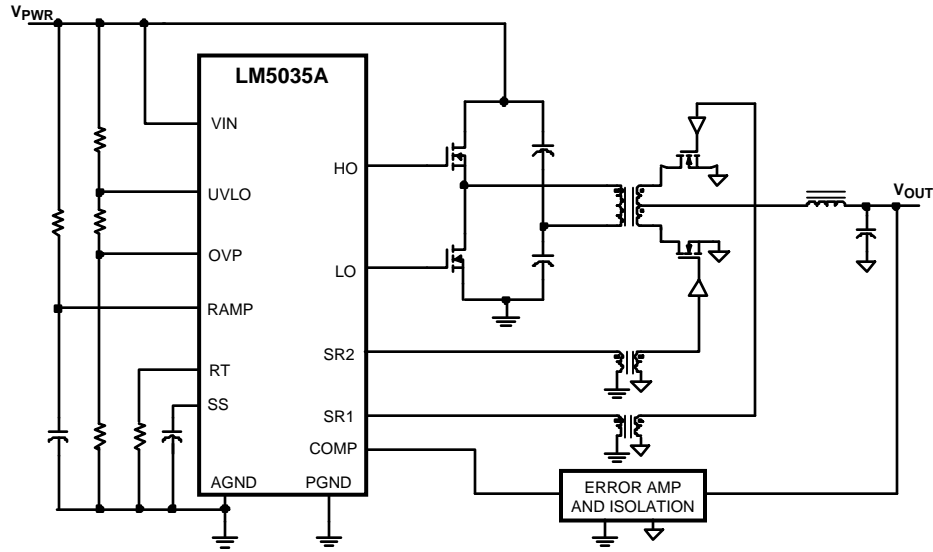 VPWR
LM5035A
VIN
HO
UVLO
VOUT
OVP
LO
RAMP
SR2
RT
SS
SR1
COMP
AGND
PGND
ERROR AMP
AND ISOLATION